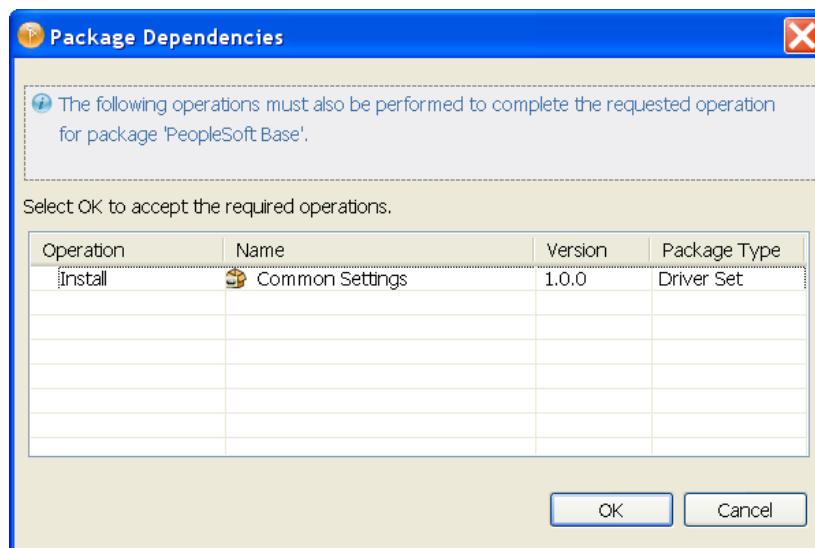 Package Dependencies
The following operations must also be performed to complete the requested operation
for package 'PeopleSoft Base'.
Select OK to accept the required operations.
Operation Name Version Package Type
Install Common Settings 1.0.0 Driver Set
OK Cancel